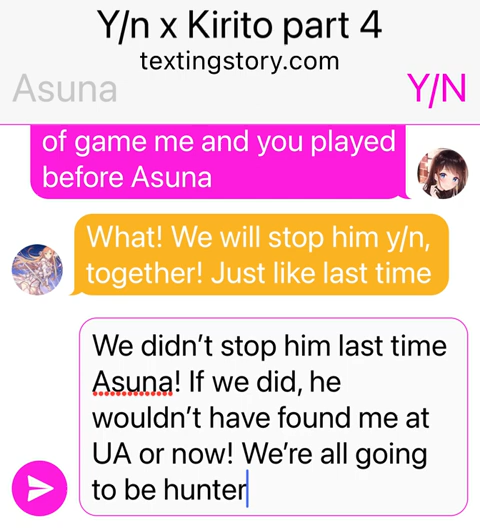 Y/n x Kirito part 4
textingstory.com
Asuna
Y/N
of game me and you played
before Asuna
What! We will stop him y/n,
together! Just like last time
We didn’t stop him last time
Asuna! If we did, he
wouldn’t have found me at
UA or now! We’re all going
to be hunter